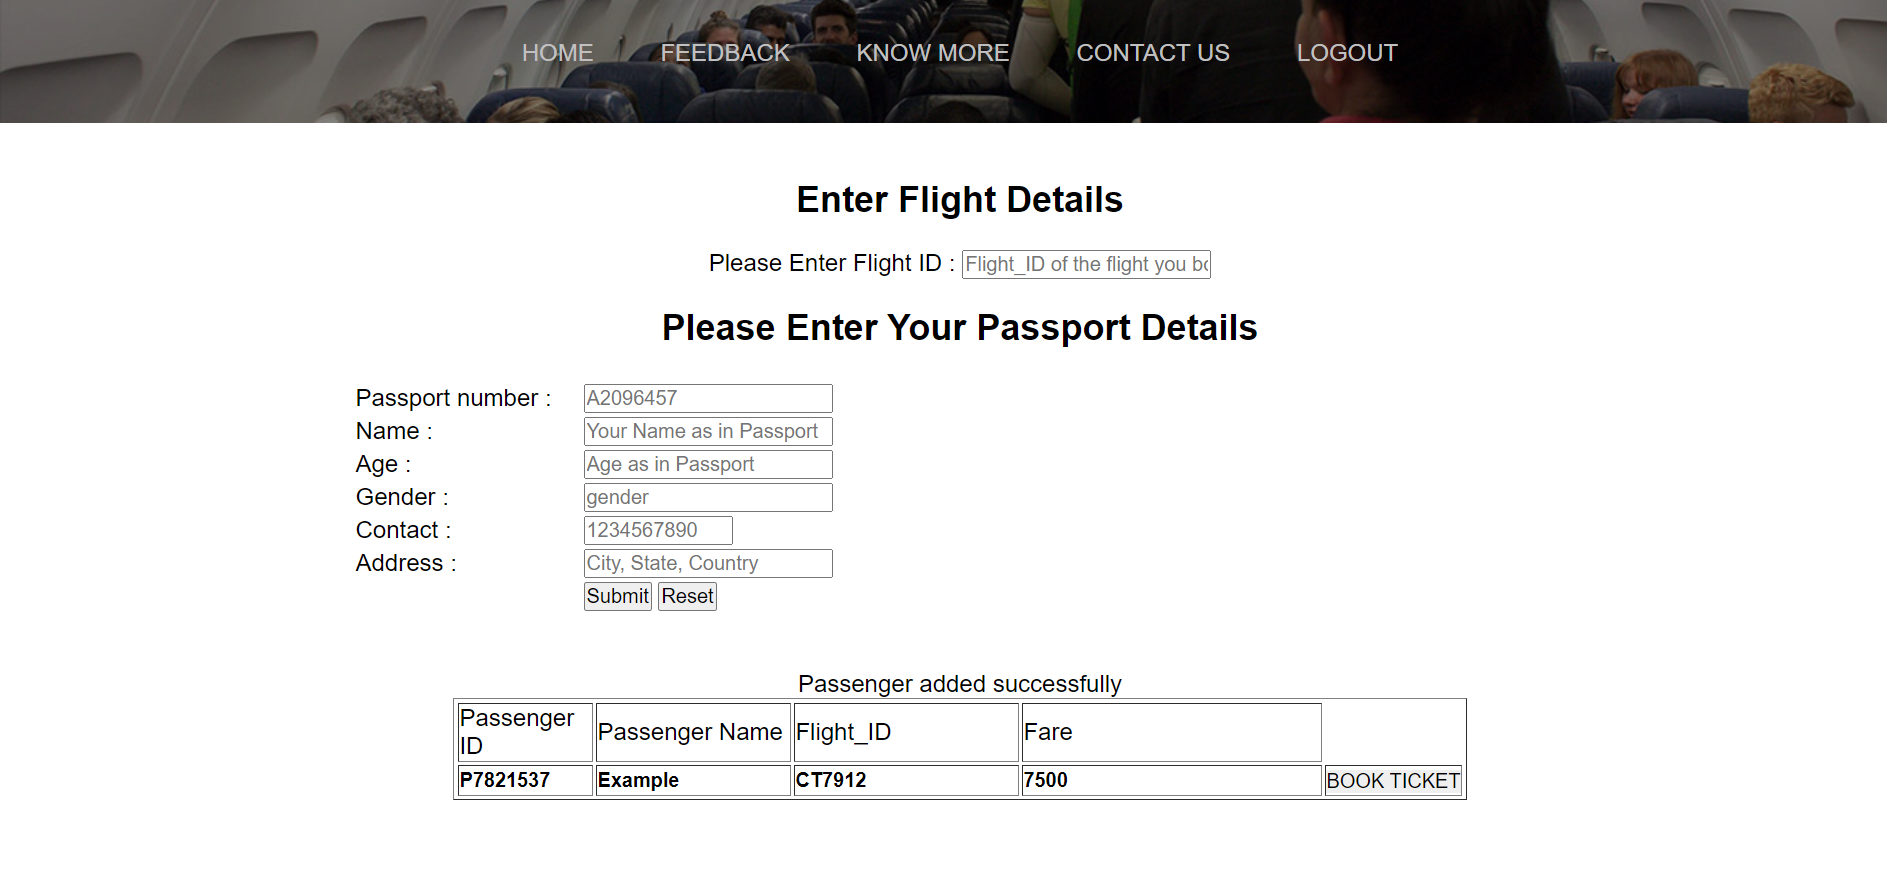 HOME FEEDBACK KNOW MORE CONTACT US LOGOUT
Enter Flight Details
Please Enter Flight ID : Flight_ID of the flight you bo
Please Enter Your Passport Details
Passport number : A2096457
Name : Your Name as in Passport
Age : Age as in Passport
Gender : gender
Contact : 1234567890
Address : City, State, Country
Submit Reset
Passenger added successfully
Passenger ID Passenger Name Flight_ID Fare
P7821537 Example CT7912 7500 BOOK TICKET